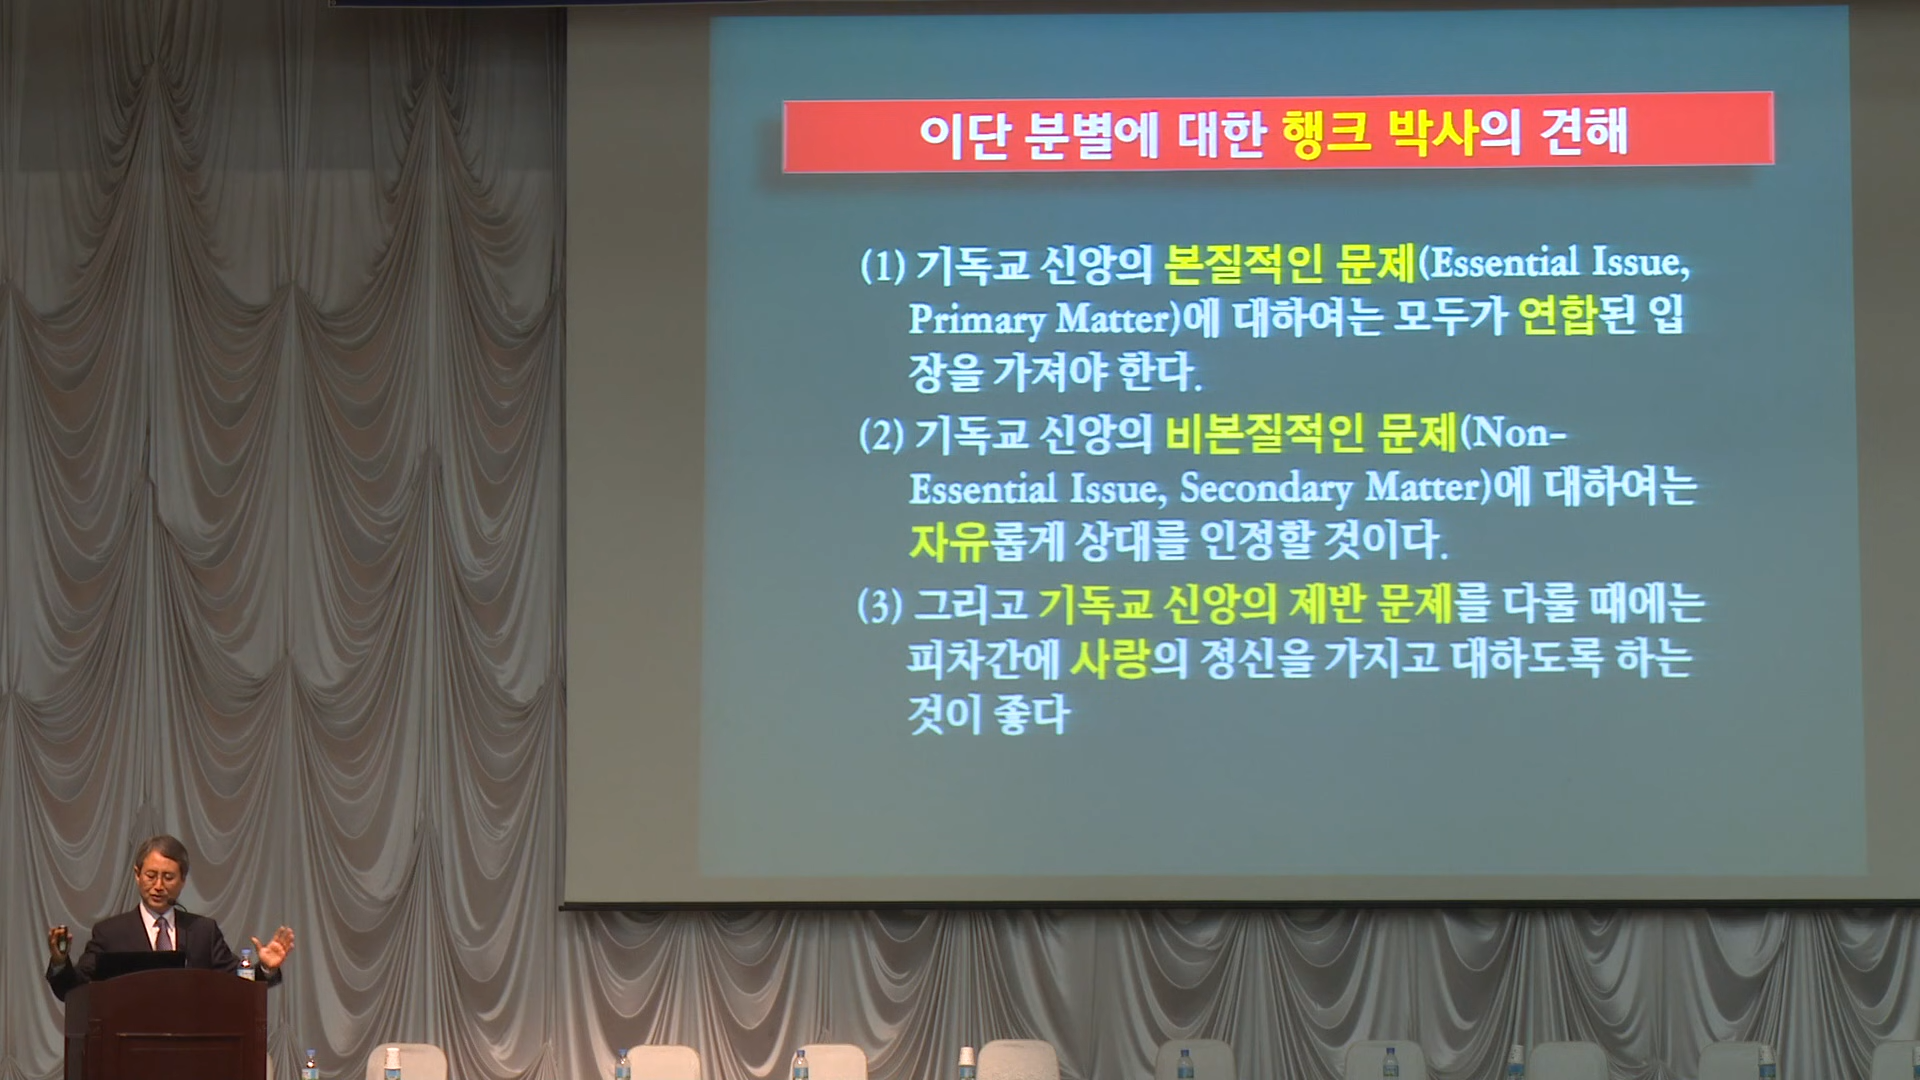 이단 분별에 대한 행크 박사의 견해
(1) 기독교 신앙의 본질적인 문제(Essential Issue,
Primary Matter)에 대하여는 모두가 연합된 입
장을 가져야 한다.
(2) 기독교 신앙의 비본질적인 문제(Non-
Essential Issue, Secondary Matter)에 대하여는
자유롭게 상대를 인정할 것이다.
(3) 그리고 기독교 신앙의 제반 문제를 다룰 때에는
피차간에 사랑의 정신을 가지고 대하도록 하는
것이 좋다